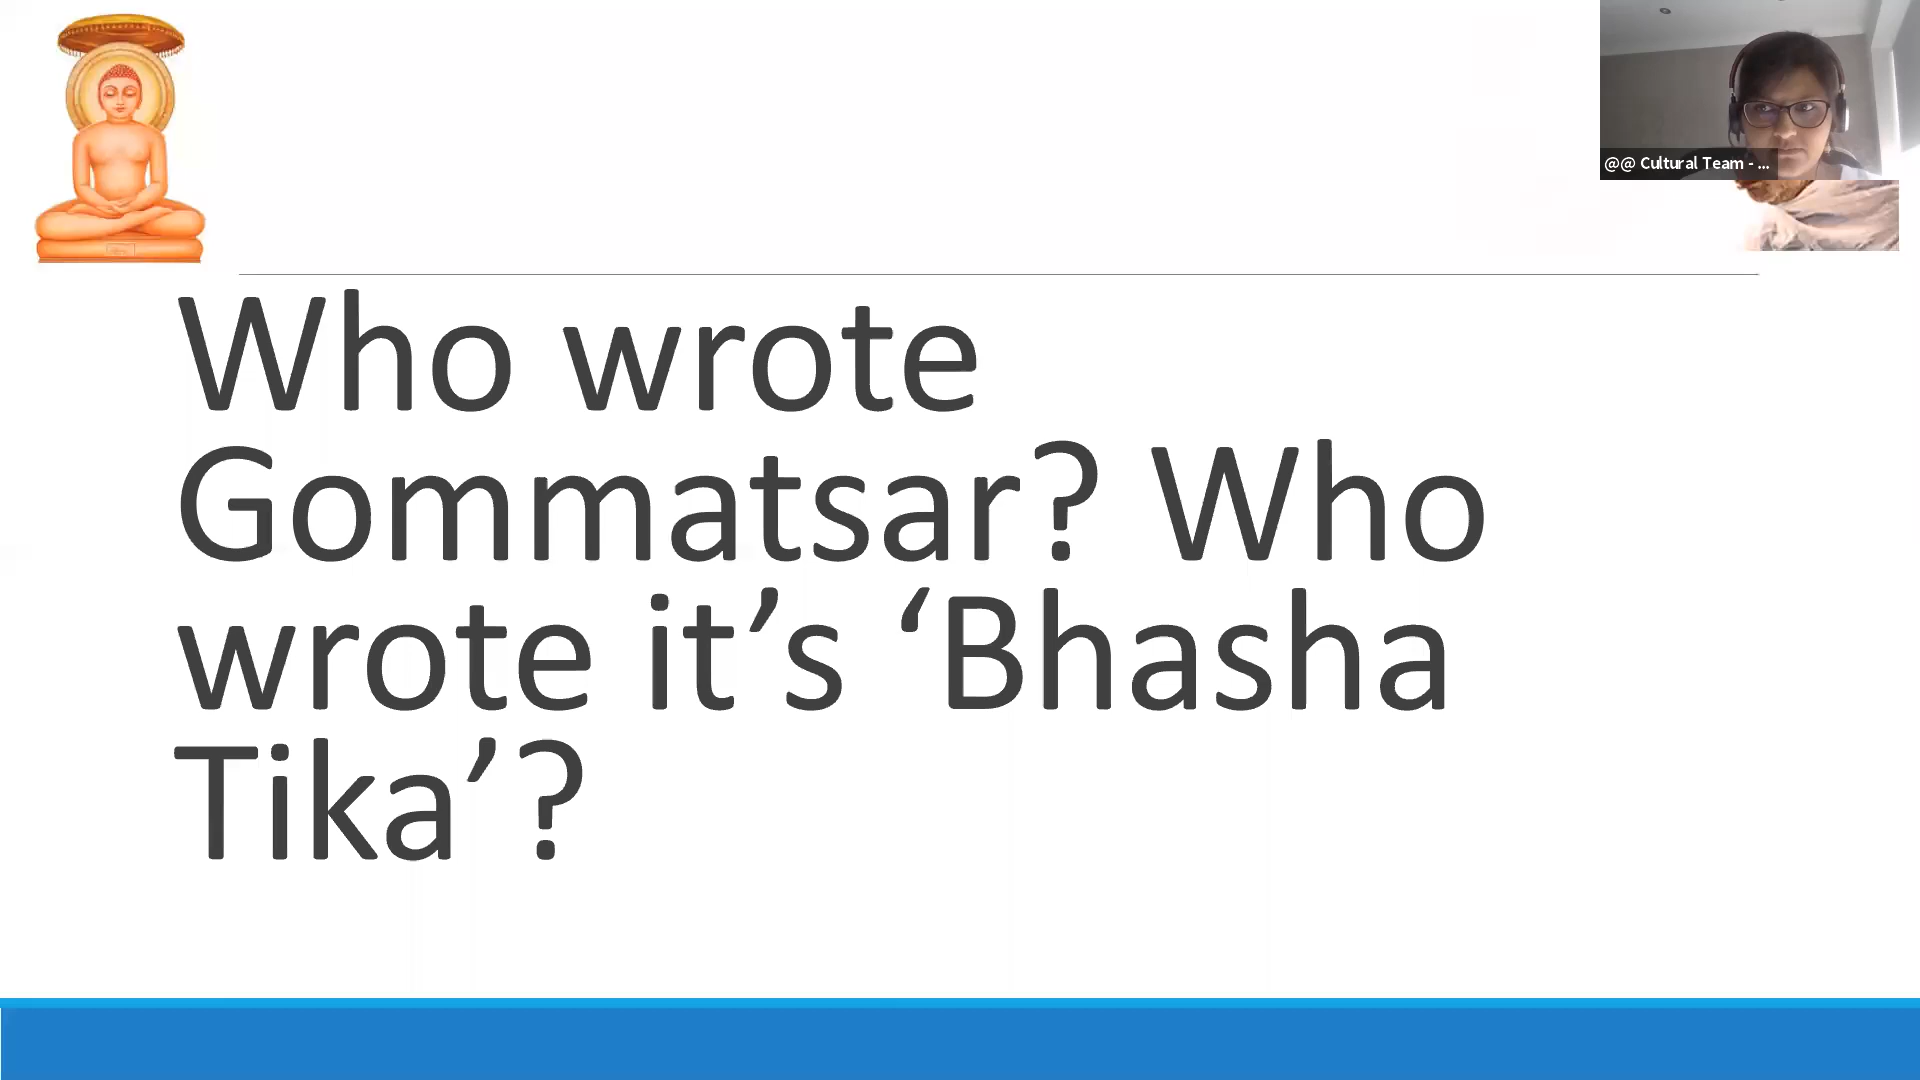 @@ Cultural Team - ...
Who wrote
Gommatsar? Who
wrote it’s ‘Bhasha
Tika’?